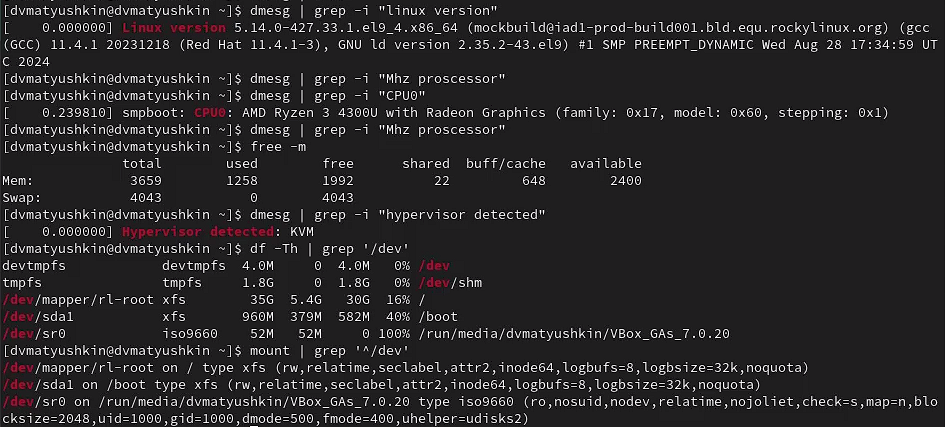 [dvmatyushkin@dvmatyushkin ~]$ dmesg | grep -i "linux version"
[    0.000000] Linux version 5.14.0-427.33.1.el9_4.x86_64 (mockbuild@iad1-prod-build001.bld.equ.rockylinux.org) (gcc
(GCC) 11.4.1 20231218 (Red Hat 11.4.1-3), GNU ld version 2.35.2-43.el9) #1 SMP PREEMPT_DYNAMIC Wed Aug 28 17:34:59 UT
C 2024
[dvmatyushkin@dvmatyushkin ~]$ dmesg | grep -i "Mhz proscessor"
[dvmatyushkin@dvmatyushkin ~]$ dmesg | grep -i "CPU0"
[    0.239810] smpboot: CPU0: AMD Ryzen 3 4300U with Radeon Graphics (family: 0x17, model: 0x60, stepping: 0x1)
[dvmatyushkin@dvmatyushkin ~]$ dmesg | grep -i "Mhz proscessor"
[dvmatyushkin@dvmatyushkin ~]$ free -m
               total        used        free      shared  buff/cache   available
Mem:            3659        1258        1992          22         648        2400
Swap:           4043           0        4043
[dvmatyushkin@dvmatyushkin ~]$ dmesg | grep -i "hypervisor detected"
[    0.000000] Hypervisor detected: KVM
[dvmatyushkin@dvmatyushkin ~]$ df -Th | grep '/dev'
devtmpfs            devtmpfs  4.0M     0  4.0M   0% /dev
tmpfs               tmpfs     1.8G     0  1.8G   0% /dev/shm
/dev/mapper/rl-root xfs        35G  5.4G   30G  16% /
/dev/sda1           xfs       960M  379M  582M  40% /boot
/dev/sr0            iso9660    52M   52M     0 100% /run/media/dvmatyushkin/VBox_GAs_7.0.20
[dvmatyushkin@dvmatyushkin ~]$ mount | grep '^/dev'
/dev/mapper/rl-root on / type xfs (rw,relatime,seclabel,attr2,inode64,logbufs=8,logbsize=32k,noquota)
/dev/sda1 on /boot type xfs (rw,relatime,seclabel,attr2,inode64,logbufs=8,logbsize=32k,noquota)
/dev/sr0 on /run/media/dvmatyushkin/VBox_GAs_7.0.20 type iso9660 (ro,nosuid,nodev,relatime,nojoliet,check=s,map=n,blo
cksize=2048,uid=1000,gid=1000,dmode=500,fmode=400,uhelper=udisks2)